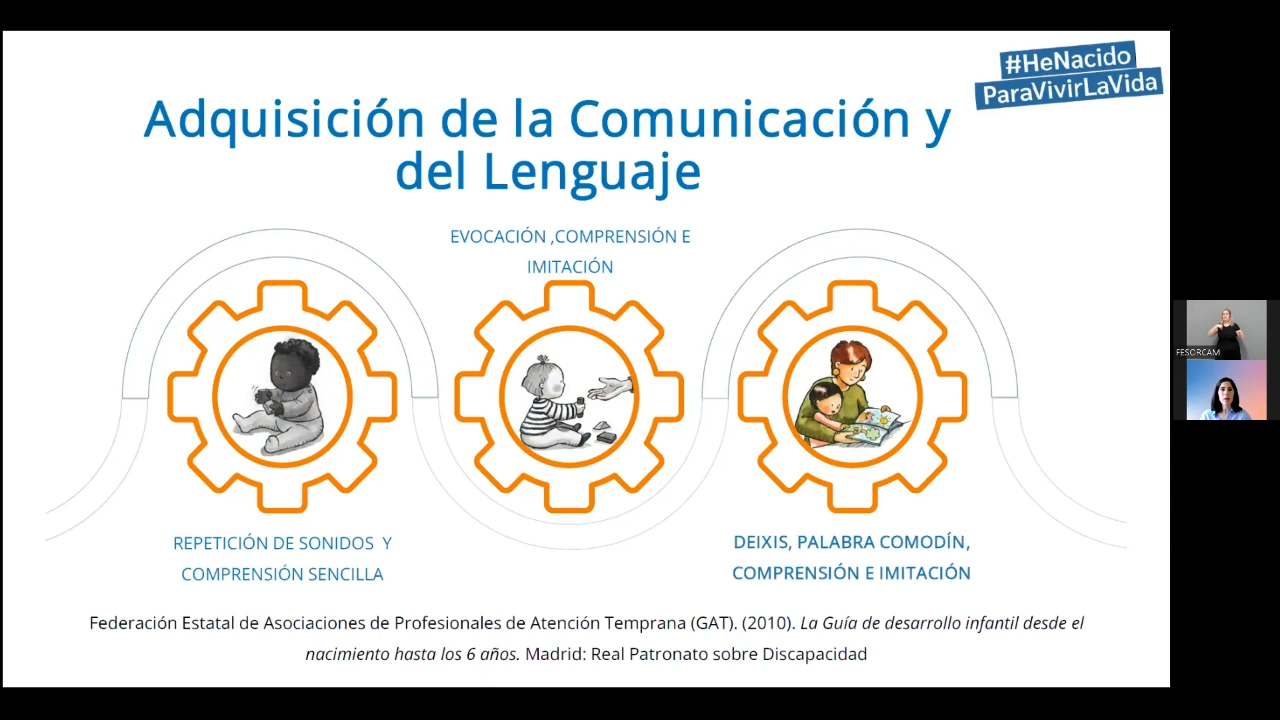 #HeNacido
ParaVivirLaVida
Adquisición de la Comunicación y
del Lenguaje
EVOCACIÓN ,COMPRENSIÓN E
IMITACIÓN
REPETICIÓN DE SONIDOS Y
COMPRENSIÓN SENCILLA
DEIXIS, PALABRA COMODÍN,
COMPRENSIÓN E IMITACIÓN
Federación Estatal de Asociaciones de Profesionales de Atención Temprana (GAT). (2010). La Guía de desarrollo infantil desde el
nacimiento hasta los 6 años. Madrid: Real Patronato sobre Discapacidad
FESORCAM